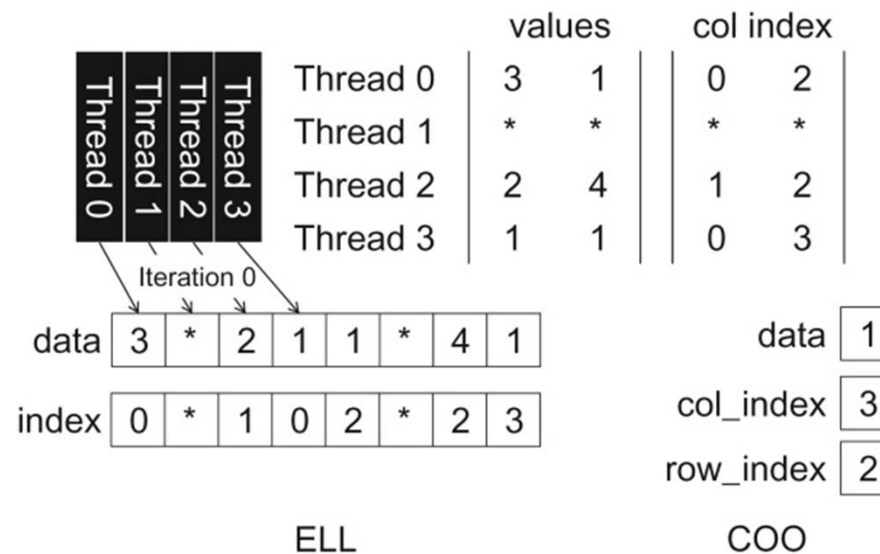 values col index
Thread 0 3 1 0 2
Thread 1 * * * *
Thread 2 2 4 1 2
Thread 3 1 1 0 3
Thread 0
Thread 1
Thread 2
Thread 3
Iteration 0
data 3 * 2 1 1 * 4 1
index 0 * 1 0 2 * 2 3
data 1
col_index 3
row_index 2
ELL
COO